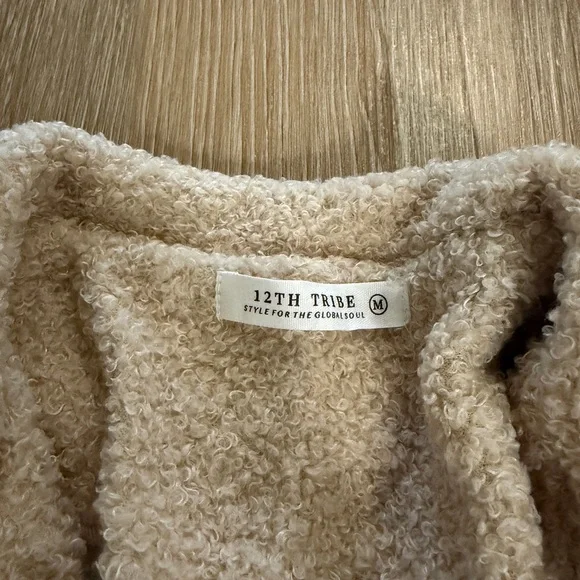 12TH TRIBE M
STYLE FOR THE GLOBAL SOUL